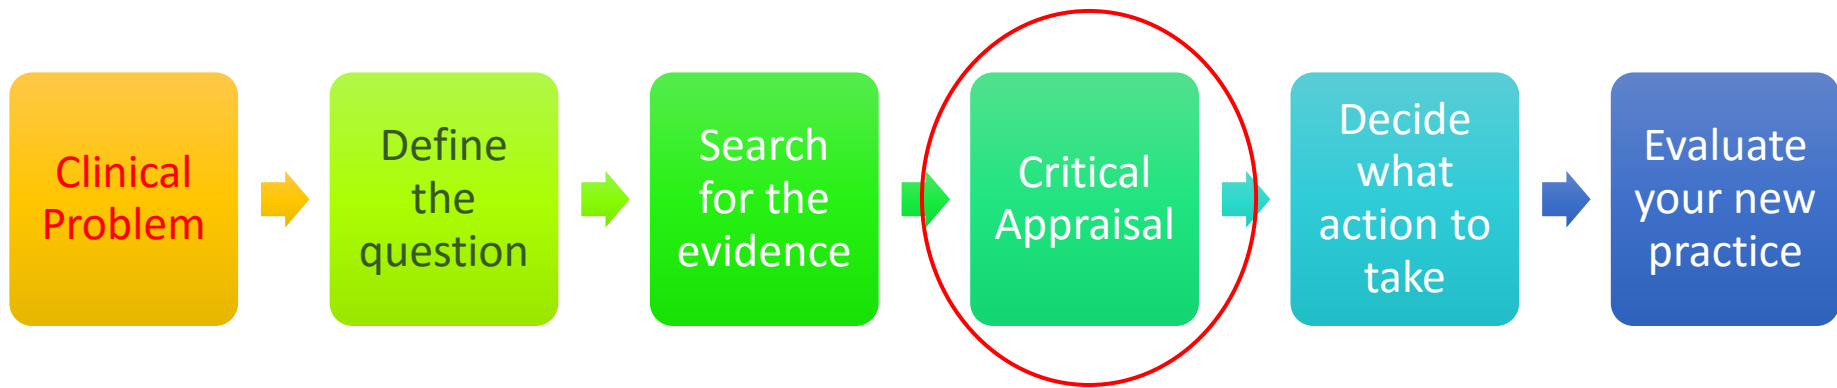 Clinical
Problem
Define
the
question
Search
for the
evidence
Critical
Appraisal
Decide
what
action to
take
Evaluate
your new
practice